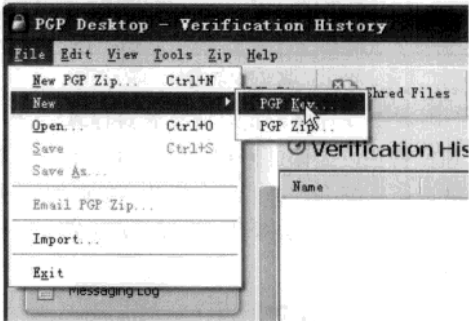 PGP Desktop - Verification History
File Edit View Tools Zip Help
New PGP Zip... Ctrl+N
New
Open... Ctrl+O
Save Ctrl+S
Save As...
Email PGP Zip...
Import...
Exit
PGP Key...
PGP Zip...
Shred Files
Verification His
Name
Messaging Log